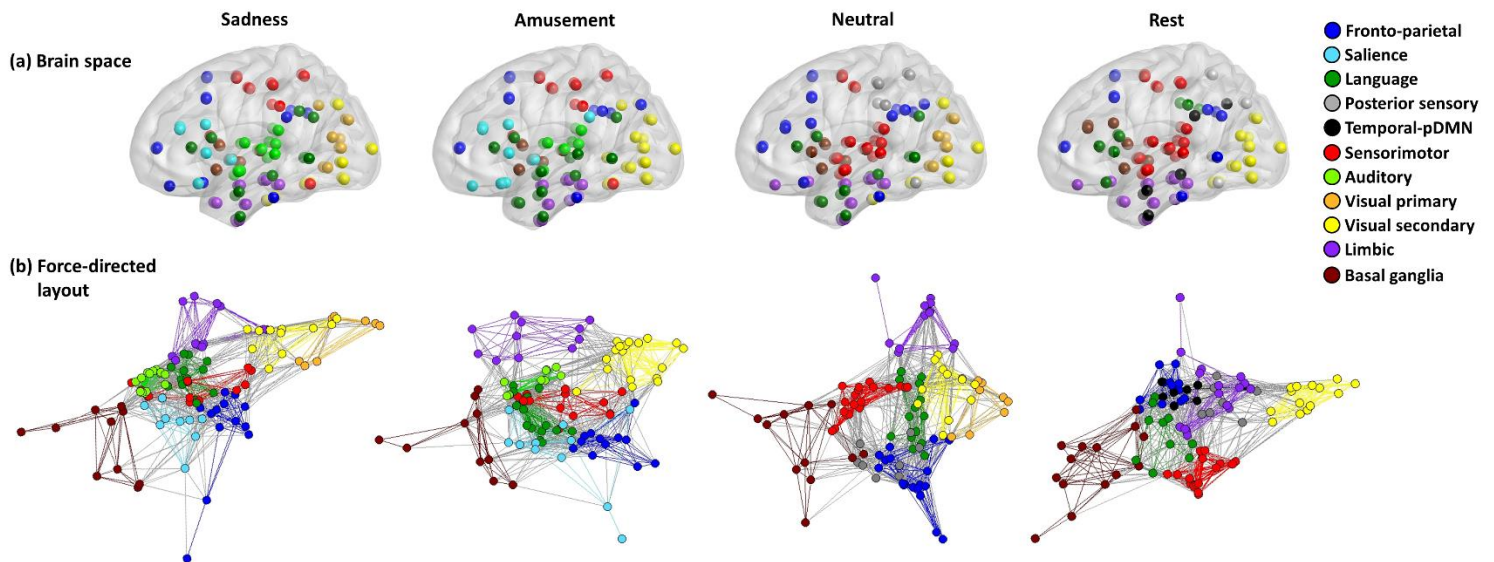 Sadness
Amusement
Neutral
Rest
(a) Brain space
(b) Force-directed
layout
Fronto-parietal
Salience
Language
Posterior sensory
Temporal-pDMN
Sensorimotor
Auditory
Visual primary
Visual secondary
Limbic
Basal ganglia